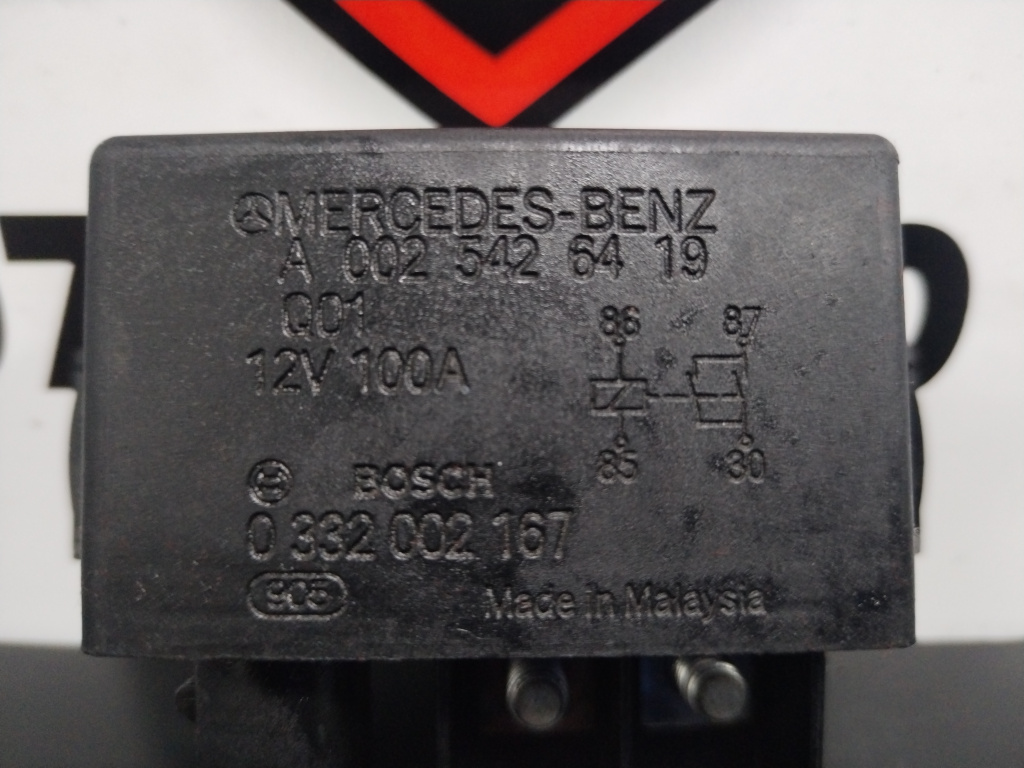 MERCEDES-BENZ
A 002 542 64 19
Q01
12V 100A
86 87
85 30
BOSCH
0 332 002 167
905
Made in Malaysia